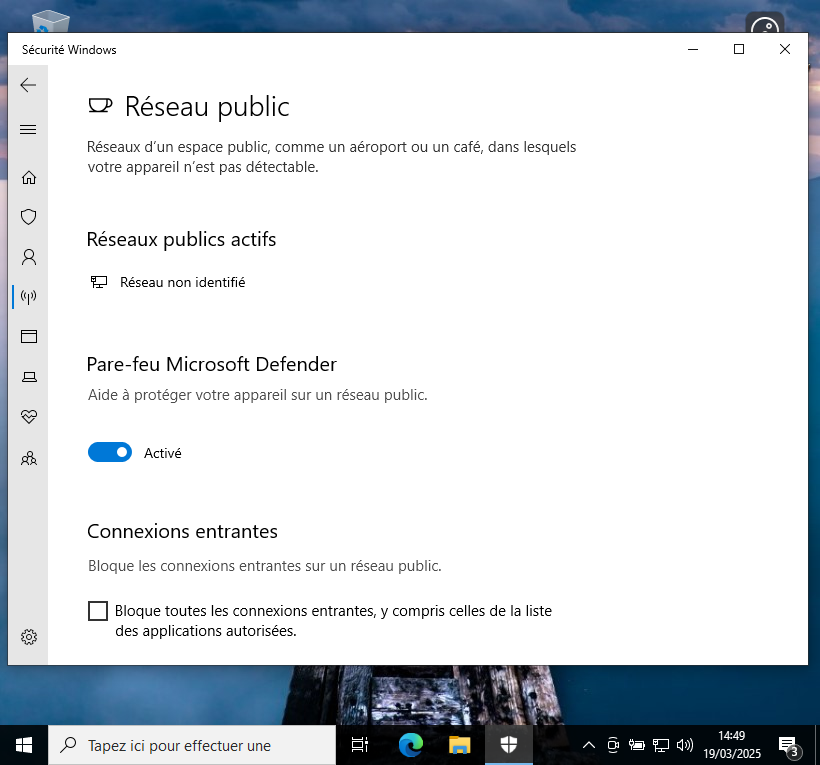 Sécurité Windows
Réseau public
Réseaux d'un espace public, comme un aéroport ou un café, dans lesquels
votre appareil n'est pas détectable.
Réseaux publics actifs
Réseau non identifié
Pare-feu Microsoft Defender
Aide à protéger votre appareil sur un réseau public.
Activé
Connexions entrantes
Bloque les connexions entrantes sur un réseau public.
Bloque toutes les connexions entrantes, y compris celles de la liste
des applications autorisées.
Tapez ici pour effectuer une
14:49
19/03/2025
3